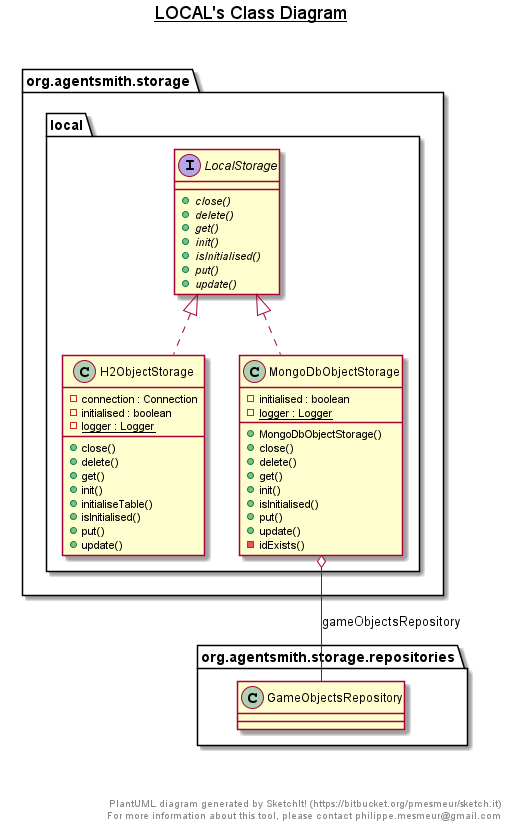 LOCAL's Class Diagram
org.agentsmith.storage
local
I LocalStorage
close()
delete()
get()
init()
isInitialised()
put()
update()
C H2ObjectStorage
connection : Connection
initialised : boolean
logger : Logger
close()
delete()
get()
init()
initialiseTable()
isInitialised()
put()
update()
C MongoDbObjectStorage
initialised : boolean
logger : Logger
MongoDbObjectStorage()
close()
delete()
get()
init()
isInitialised()
put()
update()
idExists()
gameObjectsRepository
org.agentsmith.storage.repositories
C GameObjectsRepository
PlantUML diagram generated by SketchIt! (https://bitbucket.org/pmesmeur/sketch.it)
For more information about this tool, please contact philippe.mesmeur@gmail.com